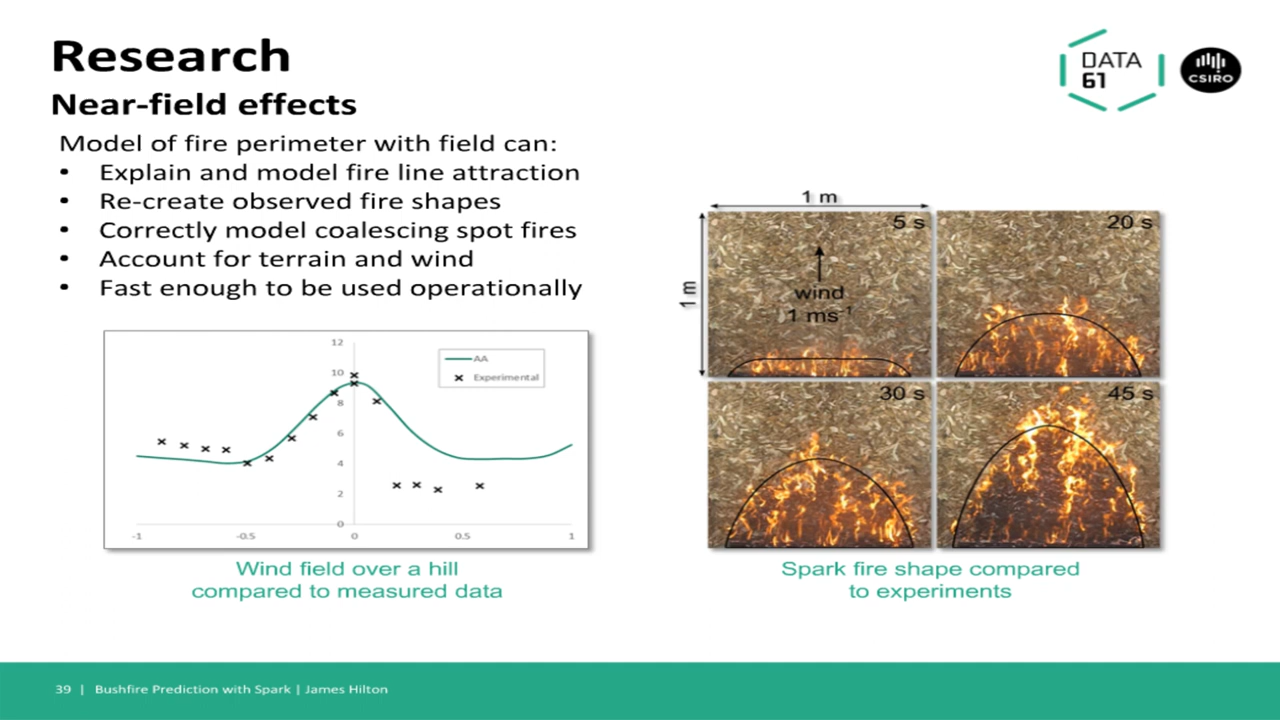 Research
Near-field effects
Model of fire perimeter with field can:
• Explain and model fire line attraction
• Re-create observed fire shapes
• Correctly model coalescing spot fires
• Account for terrain and wind
• Fast enough to be used operationally
DATA
61
CSIRO
12
10
8
6
4
2
0
-1
-0.5
0
0.5
1
AA
Experimental
Wind field over a hill
compared to measured data
1 m
1 m
5 s
wind
1 ms⁻¹
20 s
30 s
45 s
Spark fire shape compared
to experiments
39 | Bushfire Prediction with Spark | James Hilton